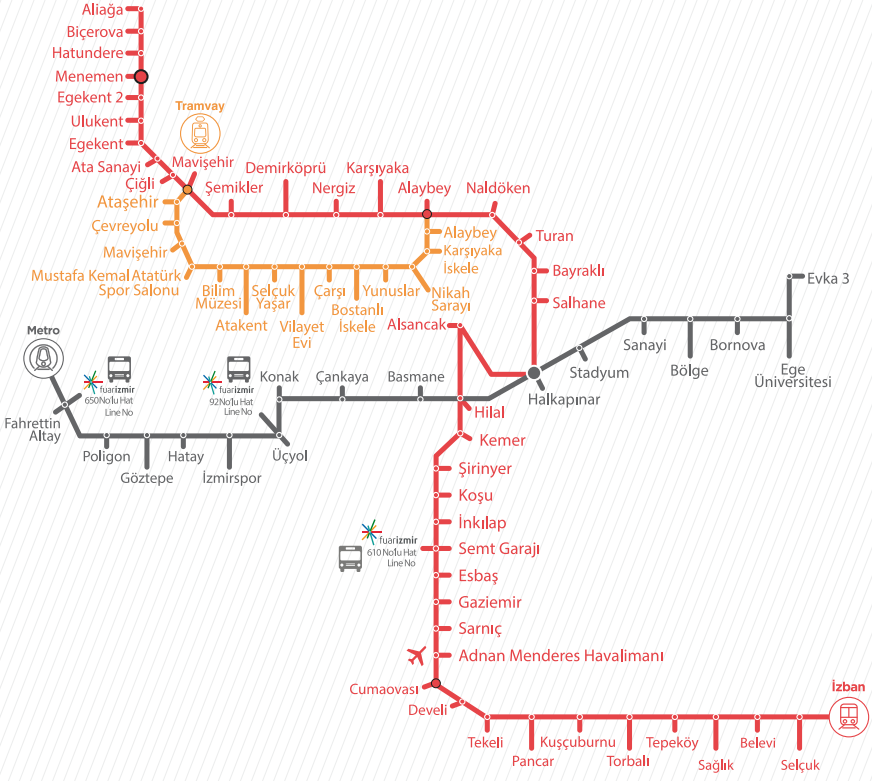 Aliağa
Biçerova
Hatundere
Menemen
Egekent 2
Ulukent
Egekent
Ata Sanayi
Çiğli
Tramvay
Mavişehir
Şemikler
Demirköprü
Nergiz
Karşıyaka
Alaybey
Naldöken
Turan
Bayraklı
Salhane
Ataşehir
Çevreyolu
Mavişehir
Mustafa Kemal Atatürk
Spor Salonu
Bilim
Müzesi
Atakent
Selçuk
Yaşar
Vilayet
Evi
Çarşı
Bostanlı
İskele
Yunuslar
Nikah
Sarayı
Karşıyaka
İskele
Alaybey
Alsancak
Evka 3
Metro
fuarizmir
650 No'lu Hat
Line No
fuarizmir
92No'lu Hat
Line No
Konak
Çankaya
Basmane
Hilal
Halkapınar
Stadyum
Sanayi
Bölge
Bornova
Ege
Üniversitesi
Fahrettin
Altay
Poligon
Göztepe
Hatay
İzmirspor
Üçyol
Kemer
Şirinyer
Koşu
İnkılap
fuarizmir
610 No'lu Hat
Line No
Semt Garajı
Esbaş
Gaziemir
Sarnıç
Adnan Menderes Havalimanı
Cumaovası
Develi
Tekeli
Pancar
Kuşçuburnu
Torbalı
Tepeköy
Sağlık
Belevi
Selçuk
İzban